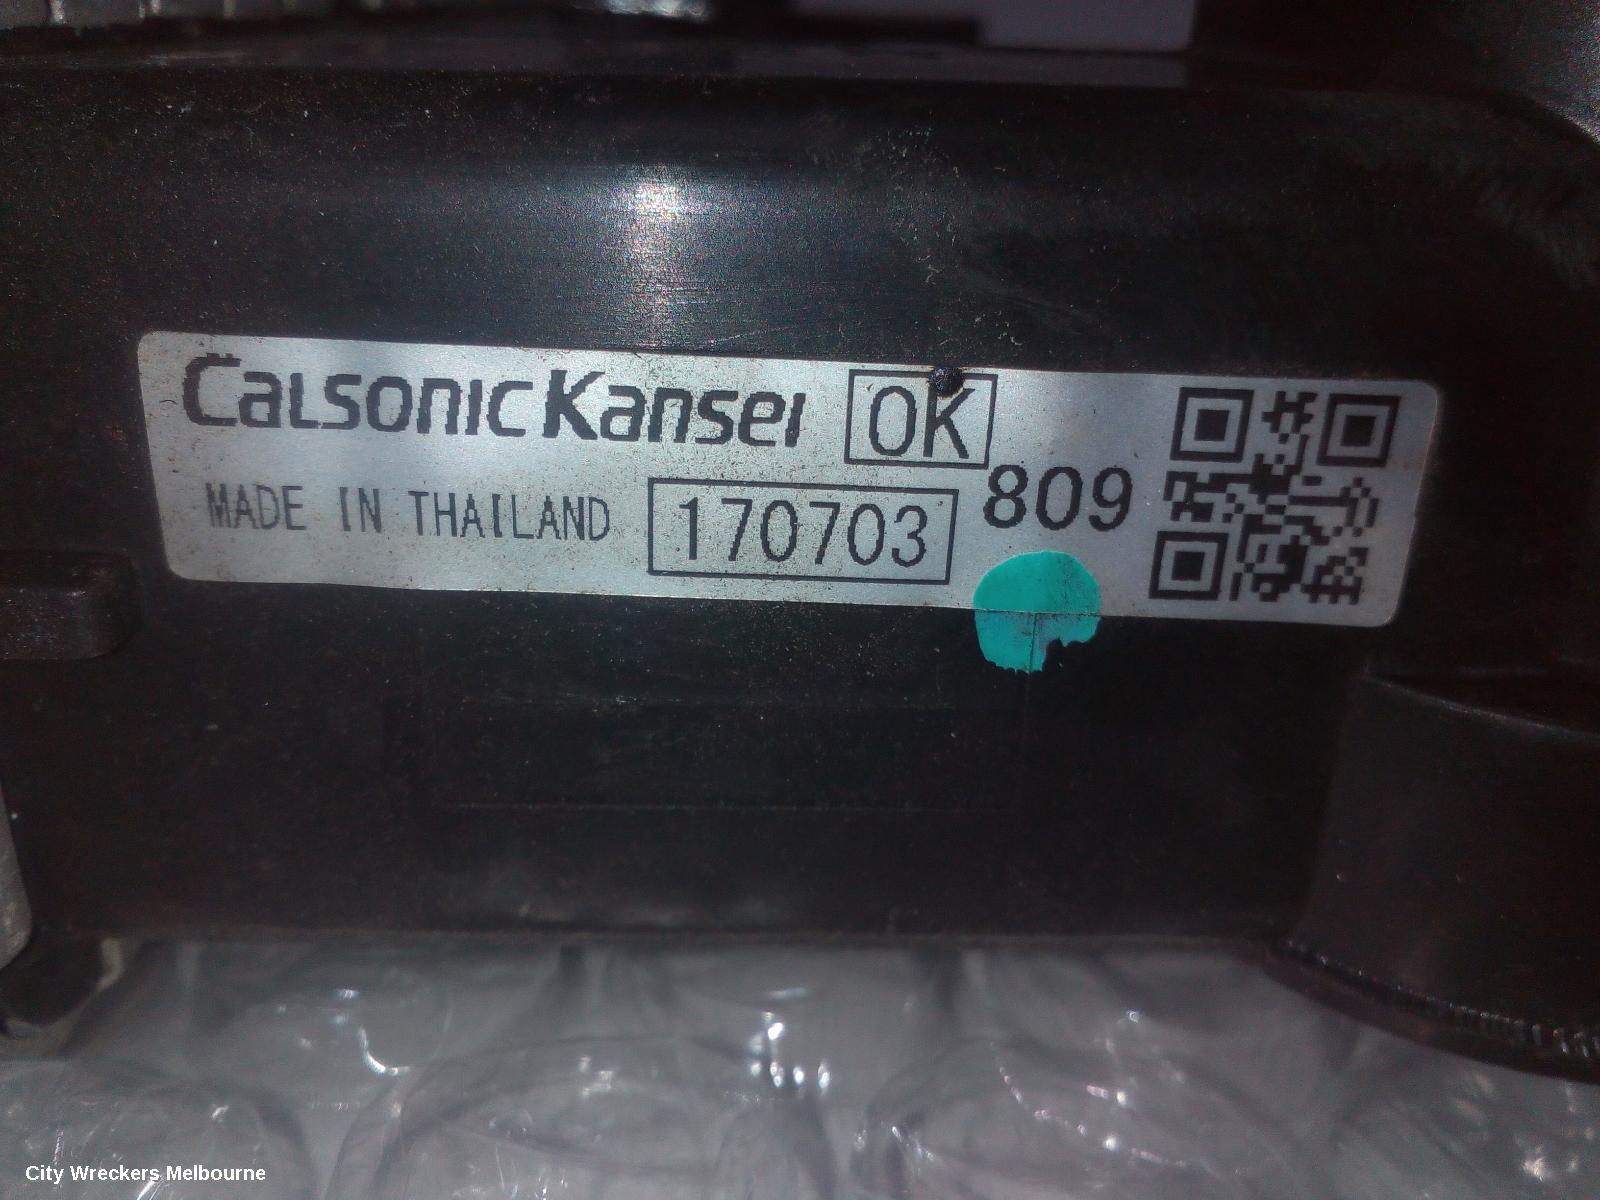 CalsonicKansei OK
MADE IN THAILAND 170703 809
City Wreckers Melbourne